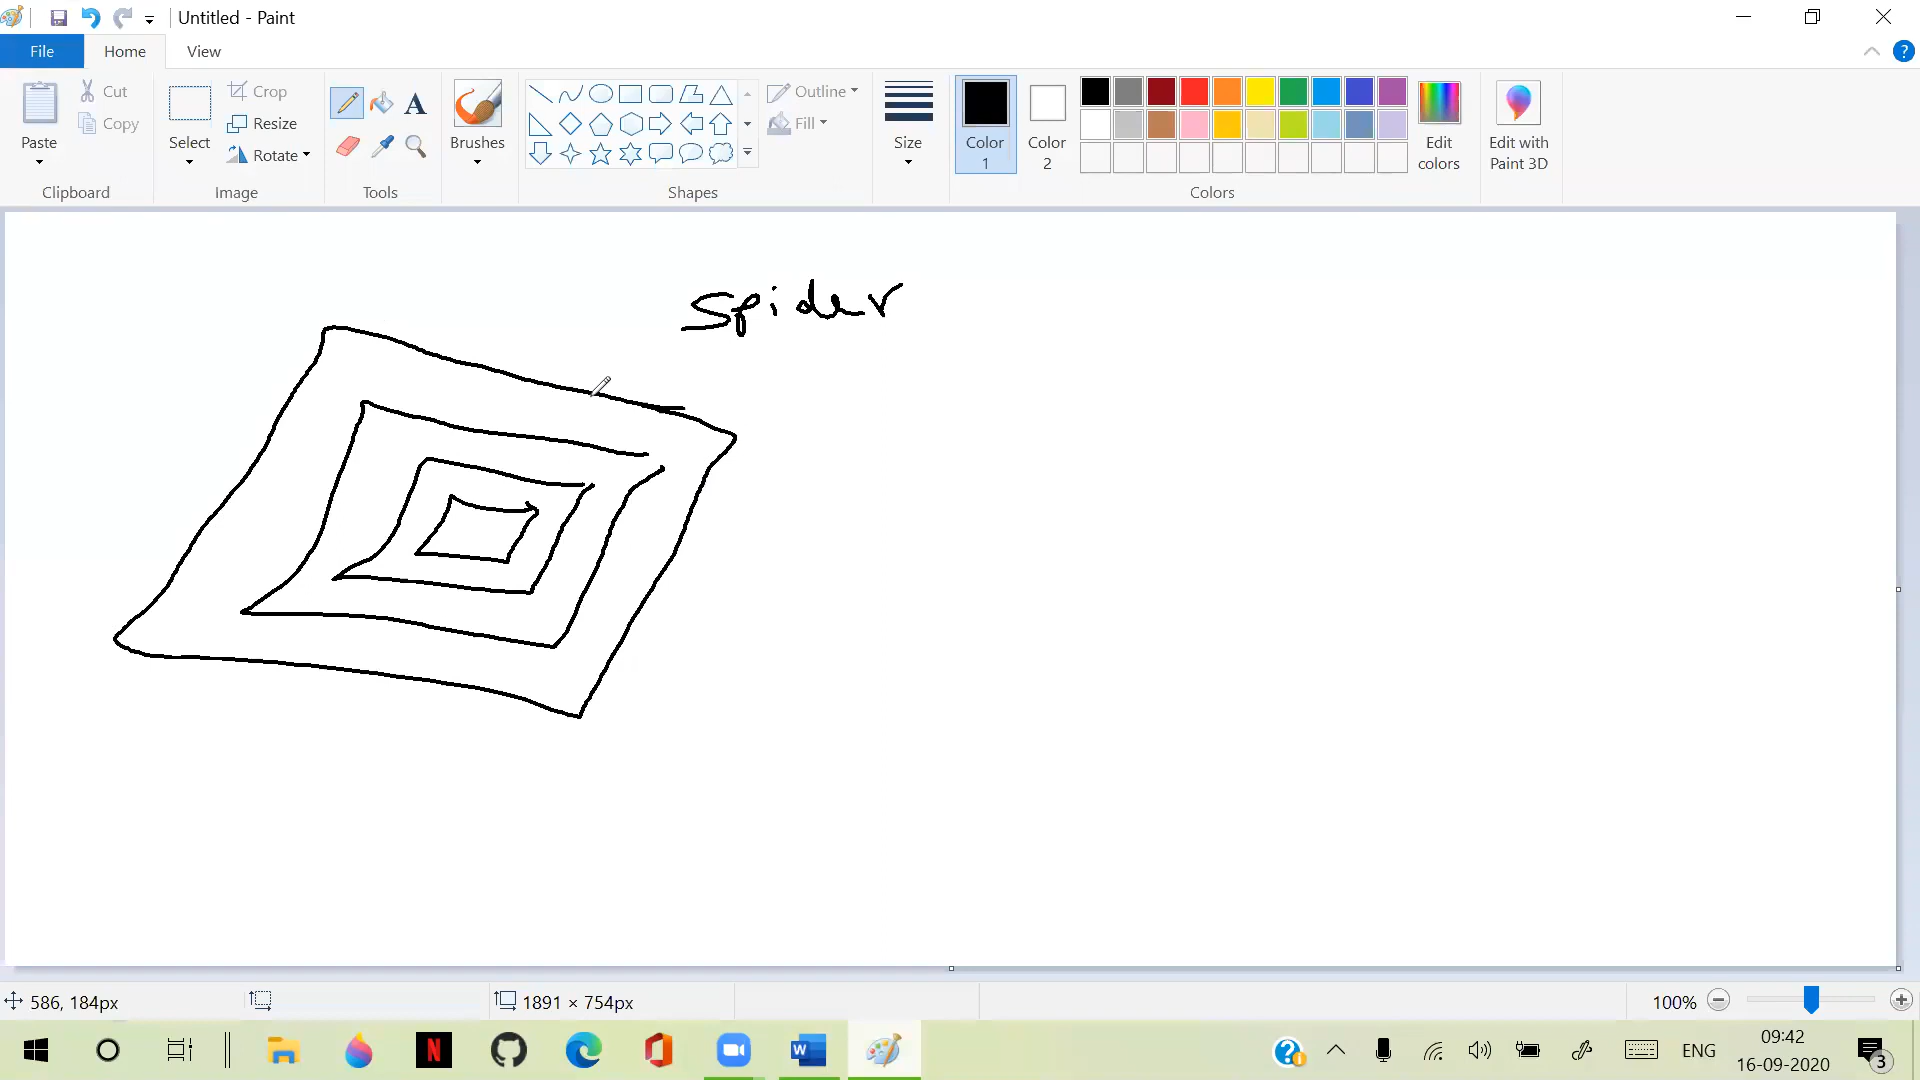 Untitled - Paint
File Home View
Paste Cut Copy Clipboard
Select Crop Resize Rotate Image
Tools
Brushes
Outline Fill Shapes
Size
Color 1
Color 2
Edit colors
Colors
Edit with Paint 3D
Spider
586, 184px
1891 × 754px
100%
ENG
09:42
16-09-2020
3